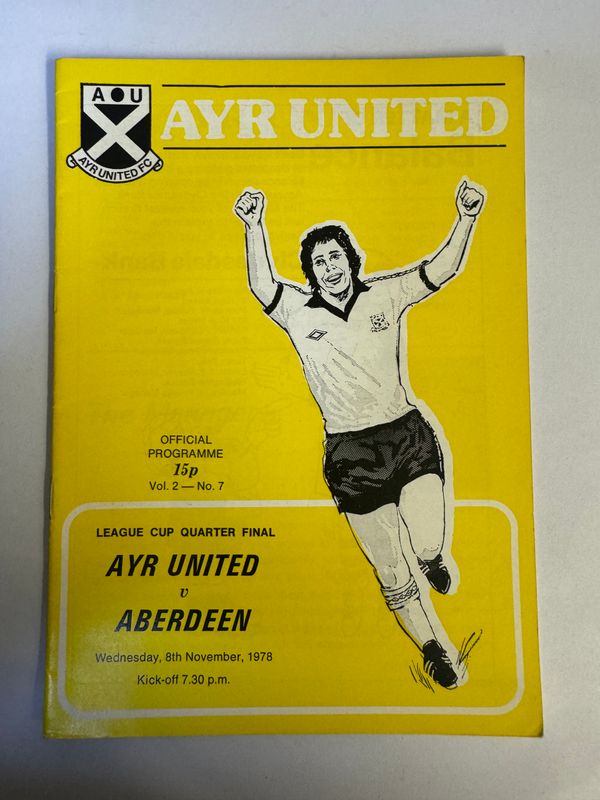 A U
AYR UNITED FC
AYR UNITED
OFFICIAL
PROGRAMME
15p
Vol. 2 — No. 7
LEAGUE CUP QUARTER FINAL
AYR UNITED
v
ABERDEEN
Wednesday, 8th November, 1978
Kick-off 7.30 p.m.